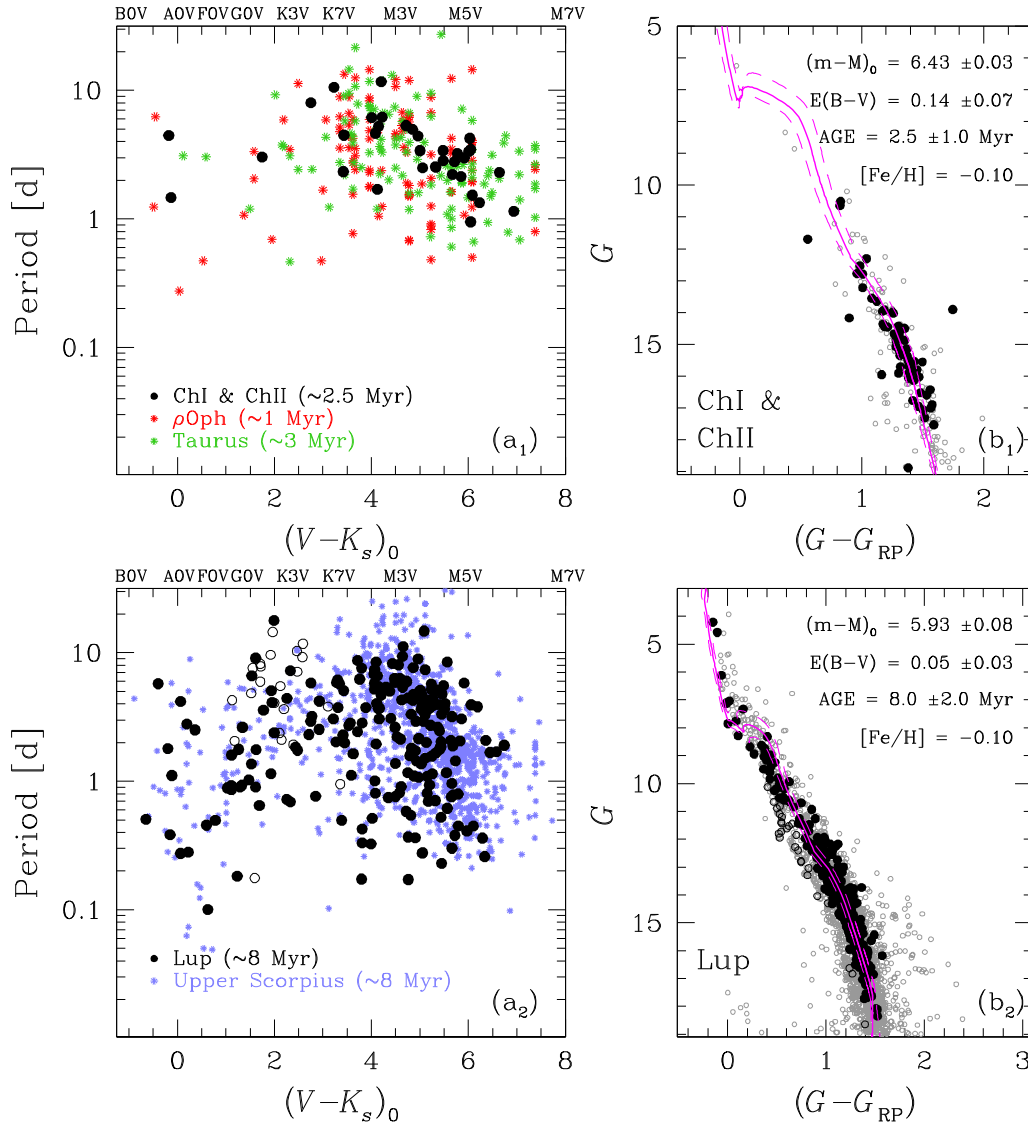 B0V A0V F0V G0V K3V K7V M3V M5V M7V
10
1
0.1
Period [d]
ChI & ChII (~2.5 Myr)
ρOph (~1 Myr)
Taurus (~3 Myr)
(a1)
0 2 4 6 8
(V−Ks)0
5
10
15
G
(m−M)0 = 6.43 ±0.03
E(B−V) = 0.14 ±0.07
AGE = 2.5 ±1.0 Myr
[Fe/H] = −0.10
ChI &
ChII
(b1)
0 1 2
(G−GRP)
B0V A0V F0V G0V K3V K7V M3V M5V M7V
10
1
0.1
Period [d]
Lup (~8 Myr)
Upper Scorpius (~8 Myr)
(a2)
0 2 4 6 8
(V−Ks)0
5
10
15
G
(m−M)0 = 5.93 ±0.08
E(B−V) = 0.05 ±0.03
AGE = 8.0 ±2.0 Myr
[Fe/H] = −0.10
Lup
(b2)
0 1 2 3
(G−GRP)